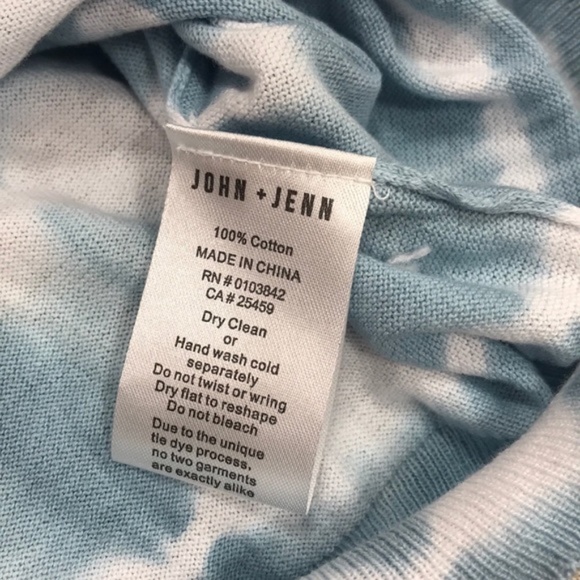 JOHN + JENN
100% Cotton
MADE IN CHINA
RN # 0103842
CA # 25459
Dry Clean
or
Hand wash cold
separately
Do not twist or wring
Dry flat to reshape
Do not bleach
Due to the unique
tie dye process,
no two garments
are exactly alike